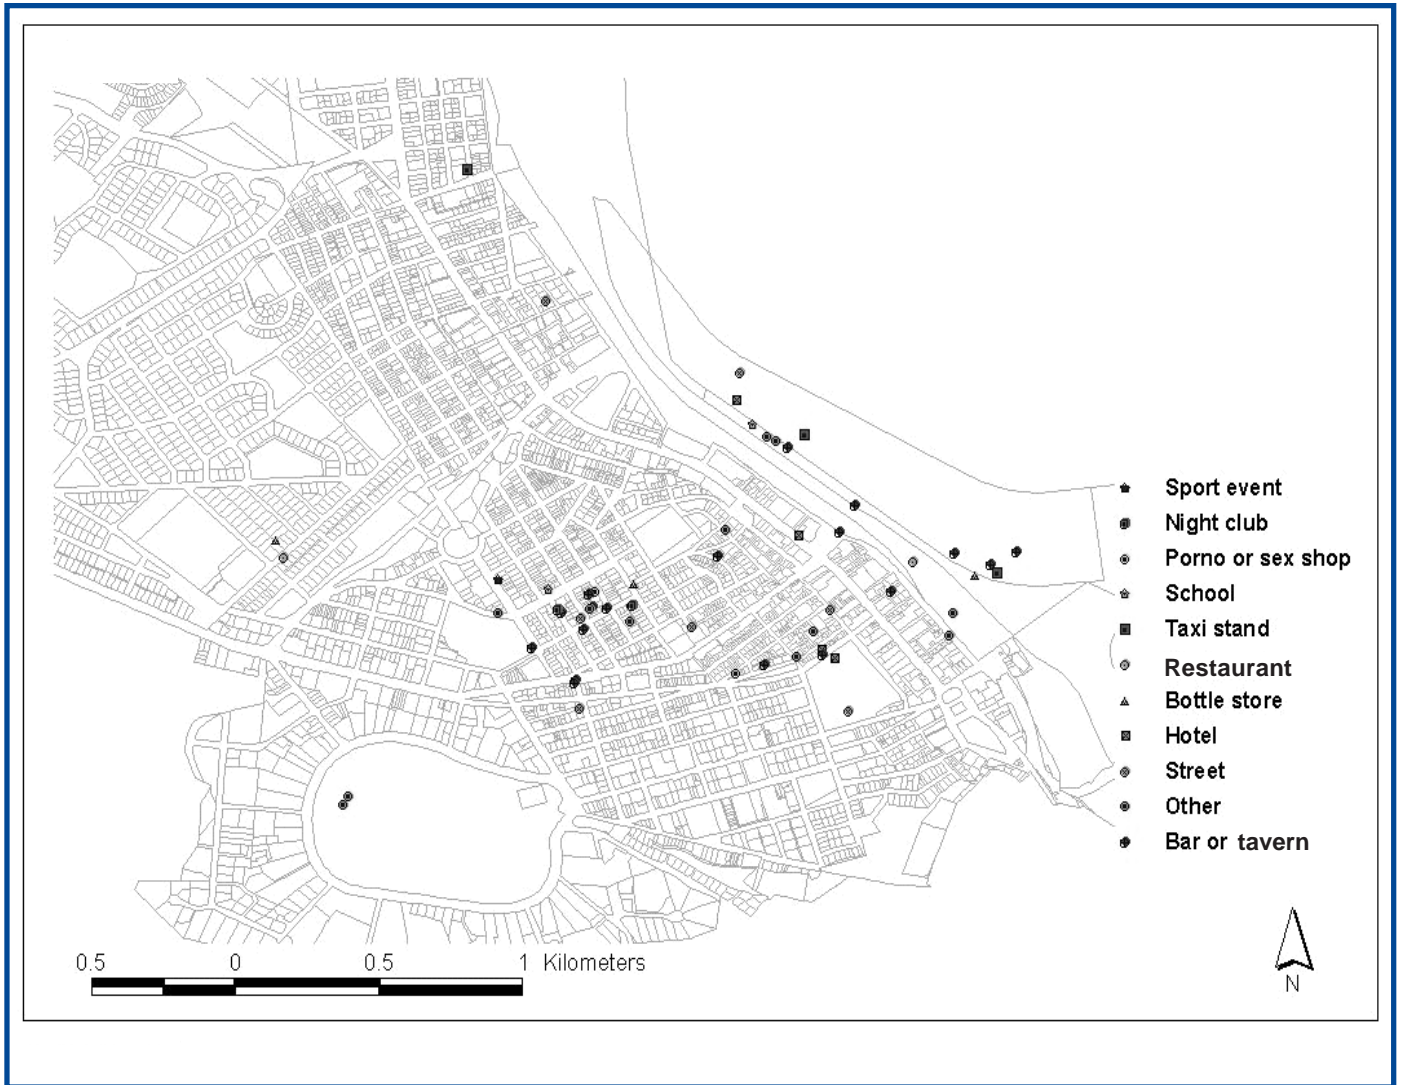 Sport event
Night club
Porno or sex shop
School
Taxi stand
Restaurant
Bottle store
Hotel
Street
Other
Bar or tavern
0.5 0 0.5 1 Kilometers
N